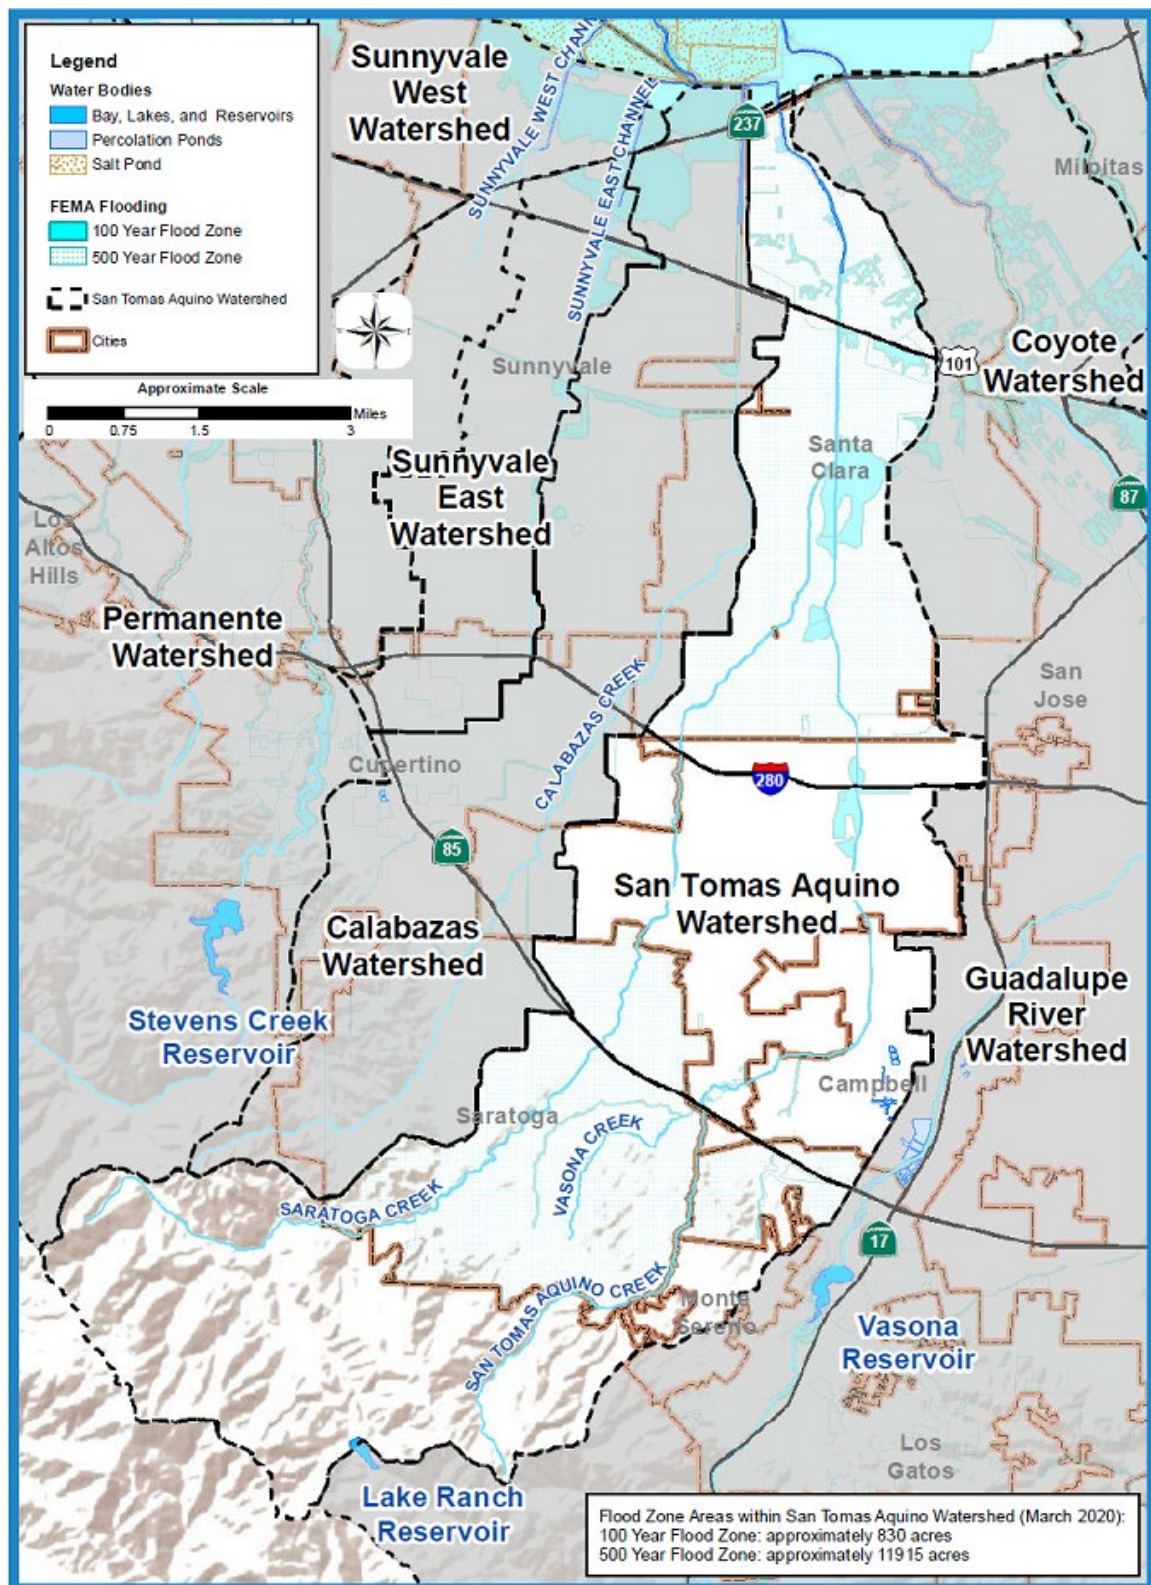 Legend
Water Bodies
Bay, Lakes, and Reservoirs
Percolation Ponds
Salt Pond
FEMA Flooding
100 Year Flood Zone
500 Year Flood Zone
San Tomas Aquino Watershed
Cities
N
Approximate Scale
Miles
0 0.75 1.5 3
Sunnyvale
West
Watershed
SUNNYVALE WEST CHANN
SUNNYVALE EAST CHANNEL
237
Milpitas
Sunnyvale
101
Coyote
Watershed
Santa
Clara
87
Sunnyvale
East
Watershed
Los
Altos
Hills
Permanente
Watershed
CALABAZAS CREEK
San
Jose
Cupertino
280
85
San Tomas Aquino
Watershed
Calabazas
Watershed
Guadalupe
River
Watershed
Stevens Creek
Reservoir
Campbell
Saratoga
VASONA CREEK
SARATOGA CREEK
17
SAN TOMAS AQUINO CREEK
Monte
Sereno
Vasona
Reservoir
Los
Gatos
Lake Ranch
Reservoir
Flood Zone Areas within San Tomas Aquino Watershed (March 2020):
100 Year Flood Zone: approximately 830 acres
500 Year Flood Zone: approximately 11915 acres